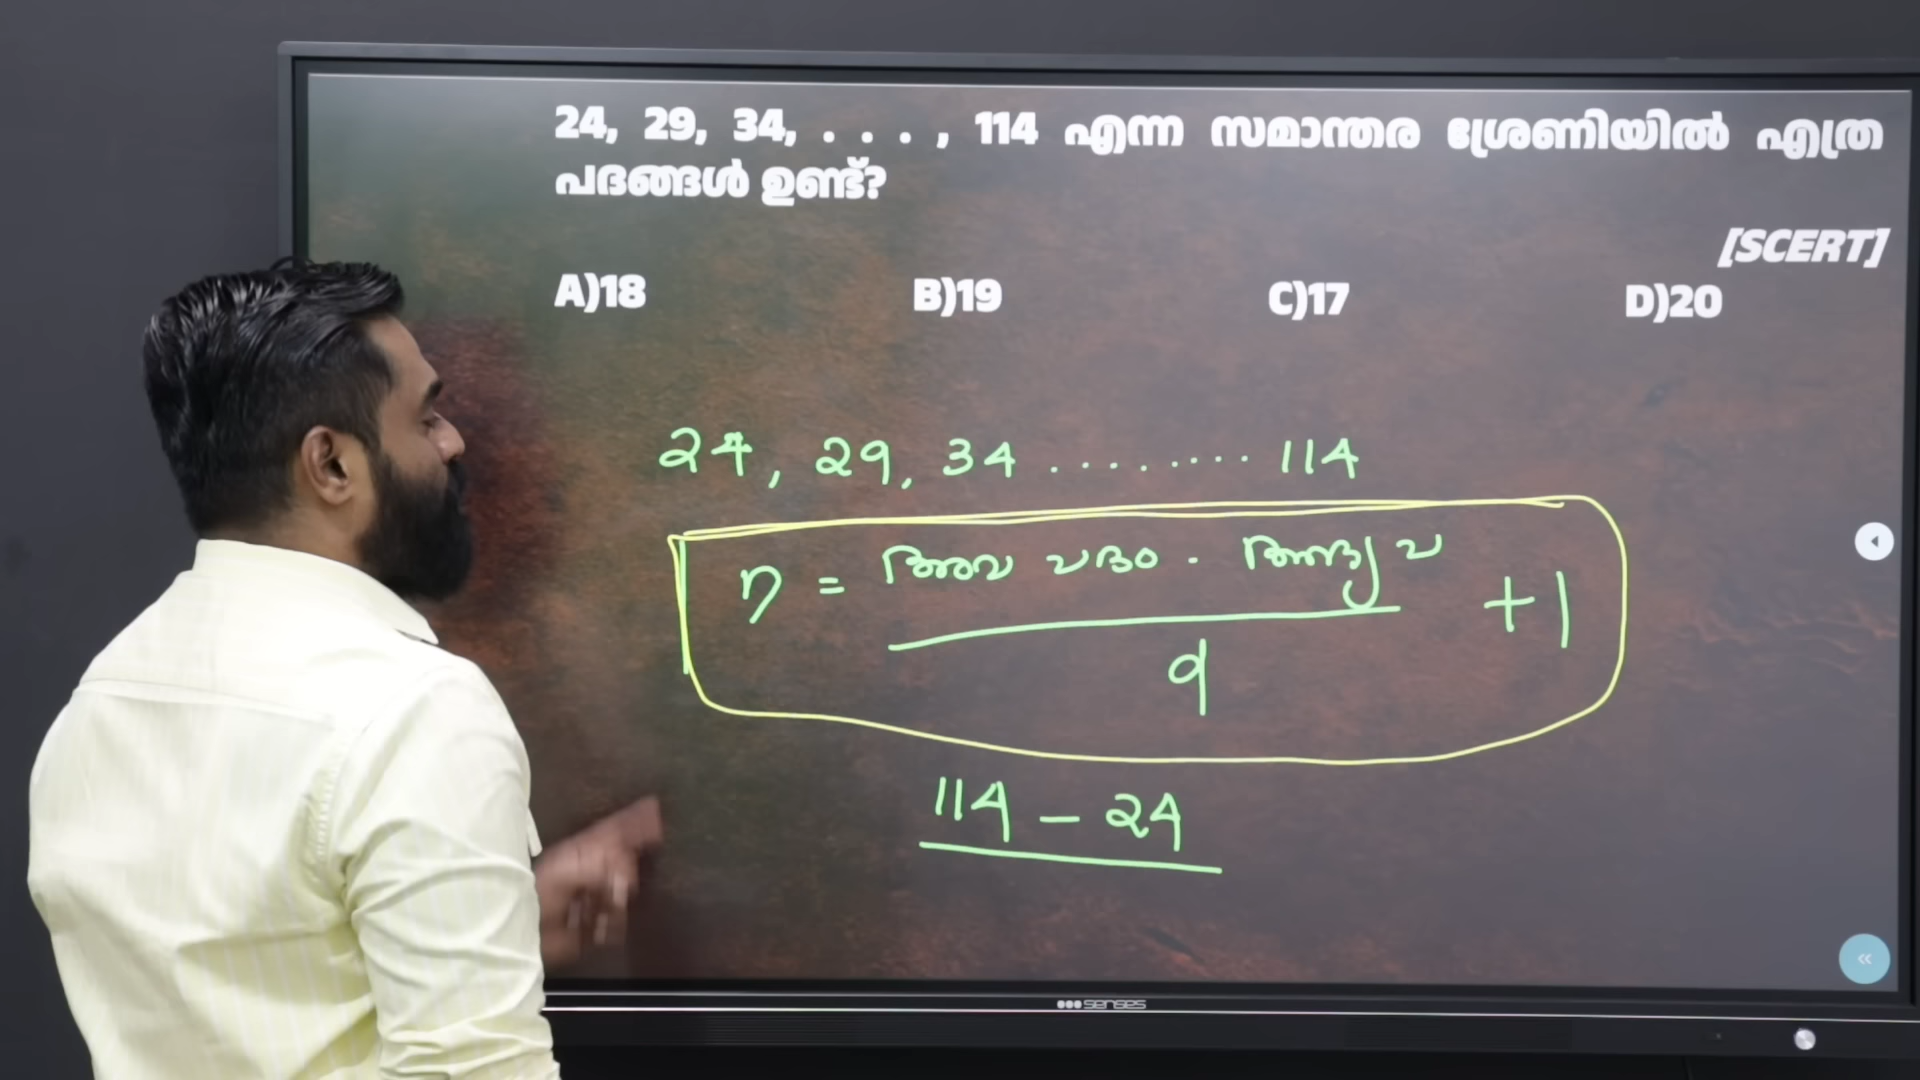 24, 29, 34, . . . , 114 എന്ന സമാന്തര ശ്രേണിയിൽ എത്ര
പദങ്ങൾ ഉണ്ട്?
[SCERT]
A)18 B)19 C)17 D)20
24, 29, 34 ......... 114
n = അവ പദം - ആദ്യ പ + 1
d
114 - 24
senses